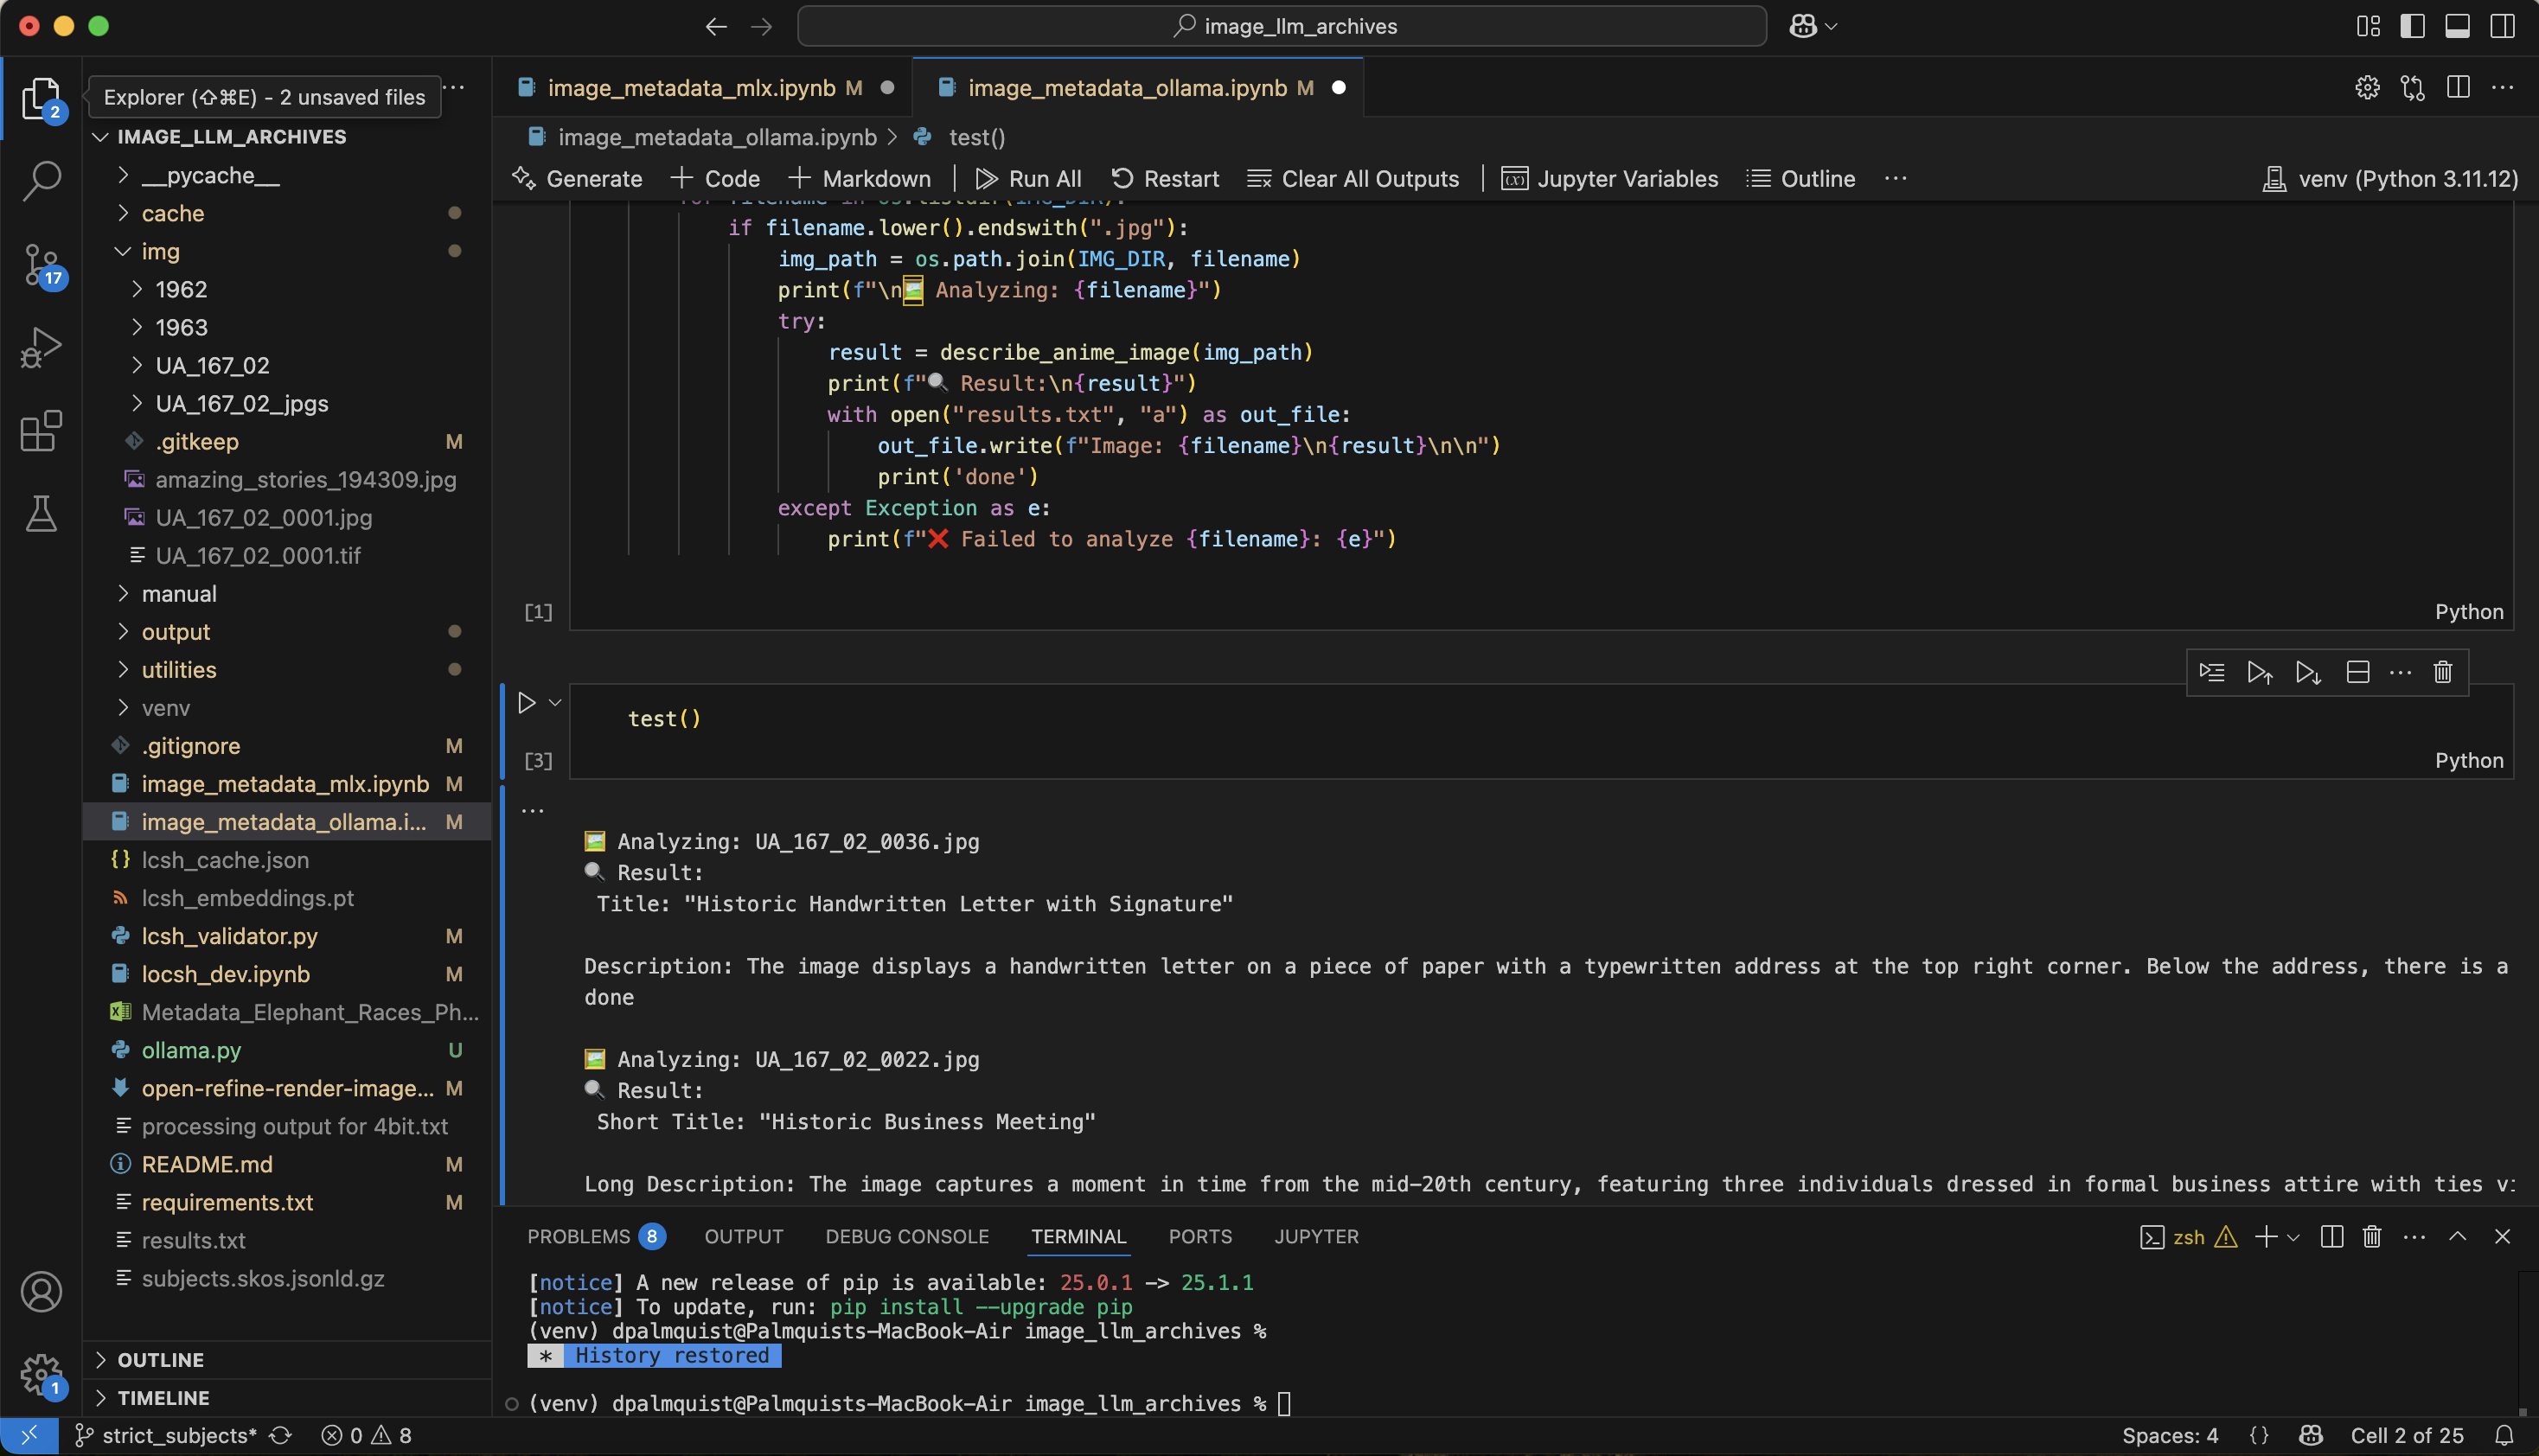 image_llm_archives
Explorer (⇧⌘E) - 2 unsaved files
2
17
1
IMAGE_LLM_ARCHIVES
__pycache__
cache
img
1962
1963
UA_167_02
UA_167_02_jpgs
.gitkeep M
amazing_stories_194309.jpg
UA_167_02_0001.jpg
UA_167_02_0001.tif
manual
output
utilities
venv
.gitignore M
image_metadata_mlx.ipynb M
image_metadata_ollama.i... M
lcsh_cache.json
lcsh_embeddings.pt
lcsh_validator.py M
locsh_dev.ipynb M
Metadata_Elephant_Races_Ph...
ollama.py U
open-refine-render-image... M
processing output for 4bit.txt
README.md M
requirements.txt M
results.txt
subjects.skos.jsonld.gz
OUTLINE
TIMELINE
image_metadata_mlx.ipynb M
image_metadata_ollama.ipynb M
image_metadata_ollama.ipynb > test()
Generate + Code + Markdown | Run All Restart Clear All Outputs | Jupyter Variables Outline ... venv (Python 3.11.12)
for filename in os.listdir(IMG_DIR):
if filename.lower().endswith(".jpg"):
img_path = os.path.join(IMG_DIR, filename)
print(f"\n🖼️ Analyzing: {filename}")
try:
result = describe_anime_image(img_path)
print(f"🔍 Result:\n{result}")
with open("results.txt", "a") as out_file:
out_file.write(f"Image: {filename}\n{result}\n\n")
print('done')
except Exception as e:
print(f"❌ Failed to analyze {filename}: {e}")
[1] Python
test()
[3] Python
...
🖼️ Analyzing: UA_167_02_0036.jpg
🔍 Result:
Title: "Historic Handwritten Letter with Signature"
Description: The image displays a handwritten letter on a piece of paper with a typewritten address at the top right corner. Below the address, there is a
done
🖼️ Analyzing: UA_167_02_0022.jpg
🔍 Result:
Short Title: "Historic Business Meeting"
Long Description: The image captures a moment in time from the mid-20th century, featuring three individuals dressed in formal business attire with ties vi
PROBLEMS 8 OUTPUT DEBUG CONSOLE TERMINAL PORTS JUPYTER zsh
[notice] A new release of pip is available: 25.0.1 -> 25.1.1
[notice] To update, run: pip install --upgrade pip
(venv) dpalmquist@Palmquists-MacBook-Air image_llm_archives %
* History restored
(venv) dpalmquist@Palmquists-MacBook-Air image_llm_archives %
strict_subjects* 0 8 Spaces: 4 {} Cell 2 of 25